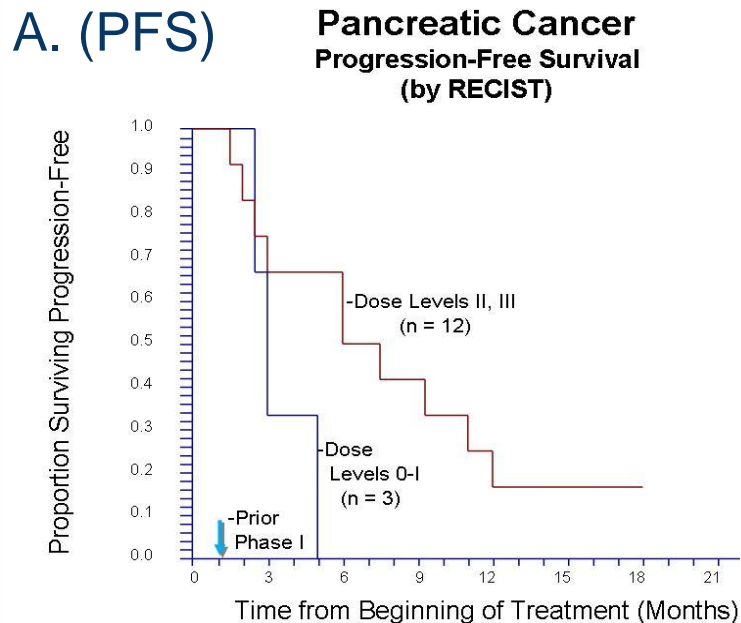 A. (PFS)
Pancreatic Cancer
Progression-Free Survival
(by RECIST)
Proportion Surviving Progression-Free
1.0
0.9
0.8
0.7
0.6
0.5
0.4
0.3
0.2
0.1
0.0
-Dose Levels II, III
(n = 12)
-Dose
Levels 0-I
(n = 3)
-Prior
Phase I
0 3 6 9 12 15 18 21
Time from Beginning of Treatment (Months)